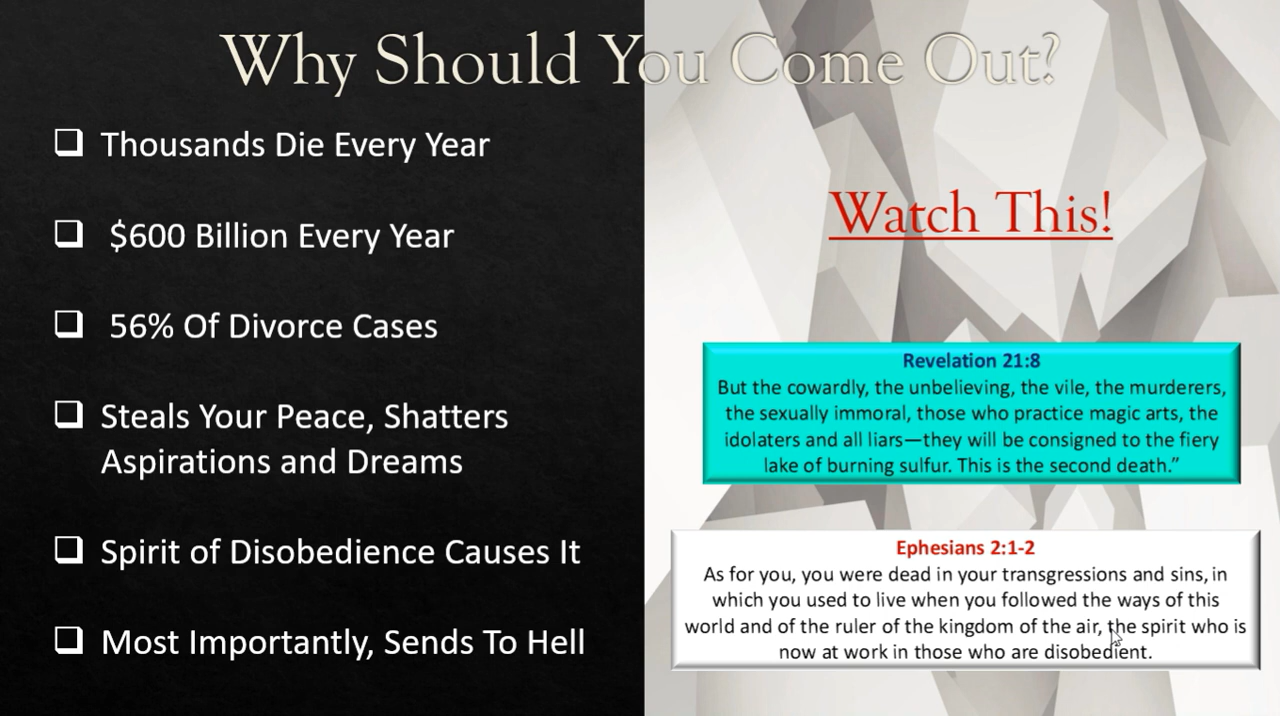 Why Should You Come Out?
Thousands Die Every Year
$600 Billion Every Year
56% Of Divorce Cases
Steals Your Peace, Shatters
Aspirations and Dreams
Spirit of Disobedience Causes It
Most Importantly, Sends To Hell
Watch This!
Revelation 21:8
But the cowardly, the unbelieving, the vile, the murderers,
the sexually immoral, those who practice magic arts, the
idolaters and all liars—they will be consigned to the fiery
lake of burning sulfur. This is the second death.”
Ephesians 2:1-2
As for you, you were dead in your transgressions and sins, in
which you used to live when you followed the ways of this
world and of the ruler of the kingdom of the air, the spirit who is
now at work in those who are disobedient.